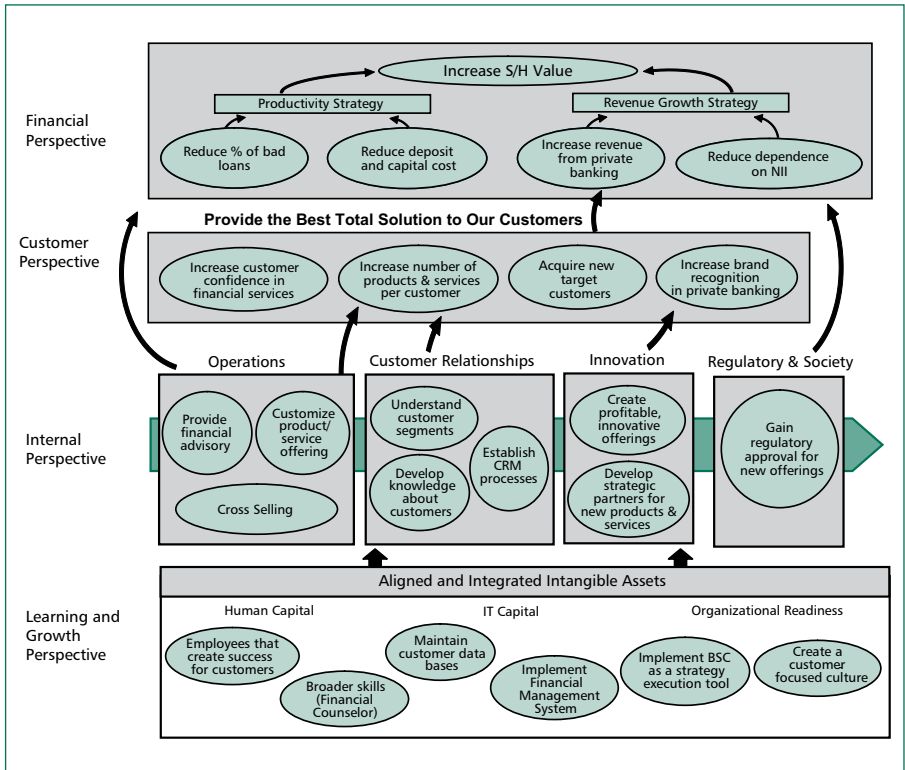 Financial
Perspective
Increase S/H Value
Productivity Strategy
Revenue Growth Strategy
Reduce % of bad
loans
Reduce deposit
and capital cost
Increase revenue
from private
banking
Reduce dependence
on NII
Provide the Best Total Solution to Our Customers
Customer
Perspective
Increase customer
confidence in
financial services
Increase number of
products & services
per customer
Acquire new
target
customers
Increase brand
recognition
in private banking
Internal
Perspective
Operations
Provide
financial
advisory
Customize
product/
service
offering
Cross Selling
Customer Relationships
Understand
customer
segments
Develop
knowledge
about
customers
Establish
CRM
processes
Innovation
Create
profitable,
innovative
offerings
Develop
strategic
partners for
new products &
services
Regulatory & Society
Gain
regulatory
approval for
new offerings
Learning and
Growth
Perspective
Aligned and Integrated Intangible Assets
Human Capital
Employees that
create success
for customers
Broader skills
(Financial
Counselor)
IT Capital
Maintain
customer data
bases
Implement
Financial
Management
System
Organizational Readiness
Implement BSC
as a strategy
execution tool
Create a
customer
focused culture